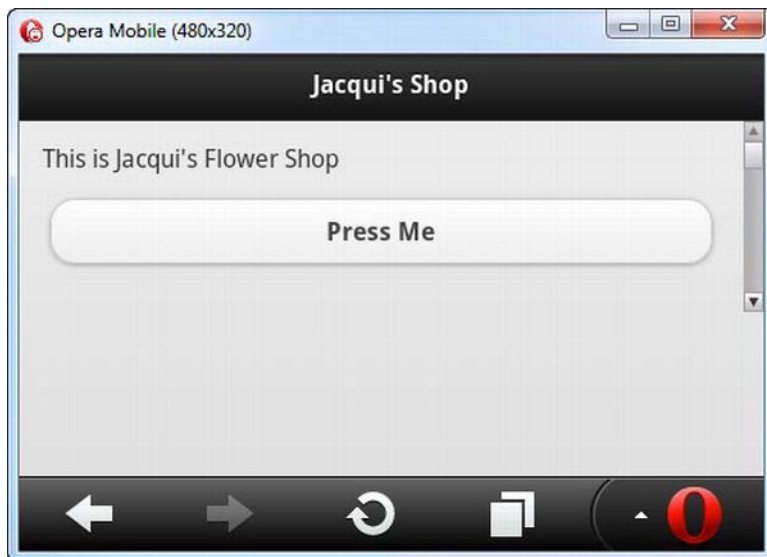 Opera Mobile (480x320)
Jacqui's Shop
This is Jacqui's Flower Shop
Press Me